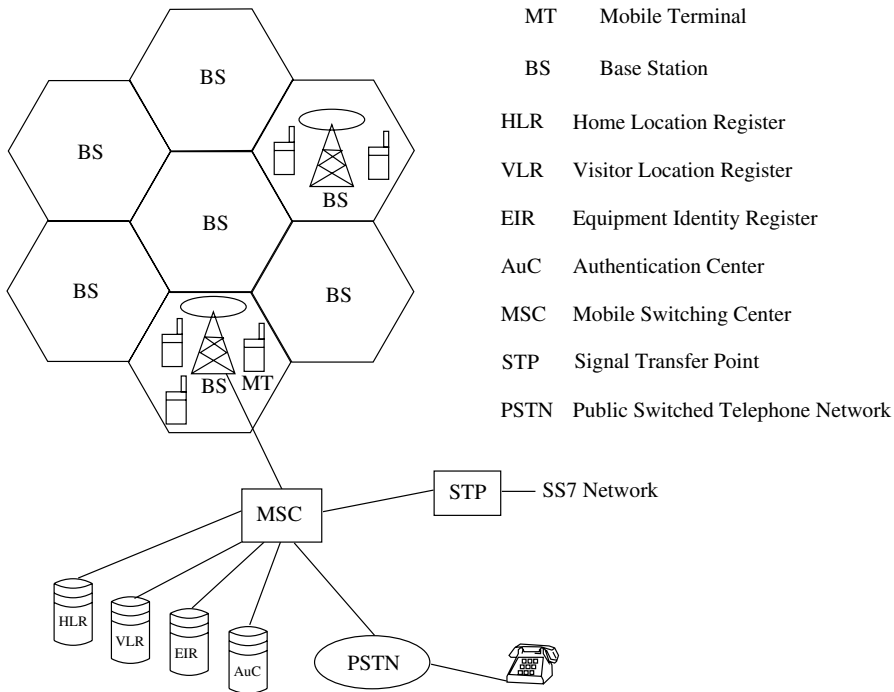 MT Mobile Terminal
BS Base Station
HLR Home Location Register
VLR Visitor Location Register
EIR Equipment Identity Register
AuC Authentication Center
MSC Mobile Switching Center
STP Signal Transfer Point
PSTN Public Switched Telephone Network
BS
BS
BS
BS
BS
BS
BS MT
MSC
STP
SS7 Network
HLR
VLR
EIR
AuC
PSTN